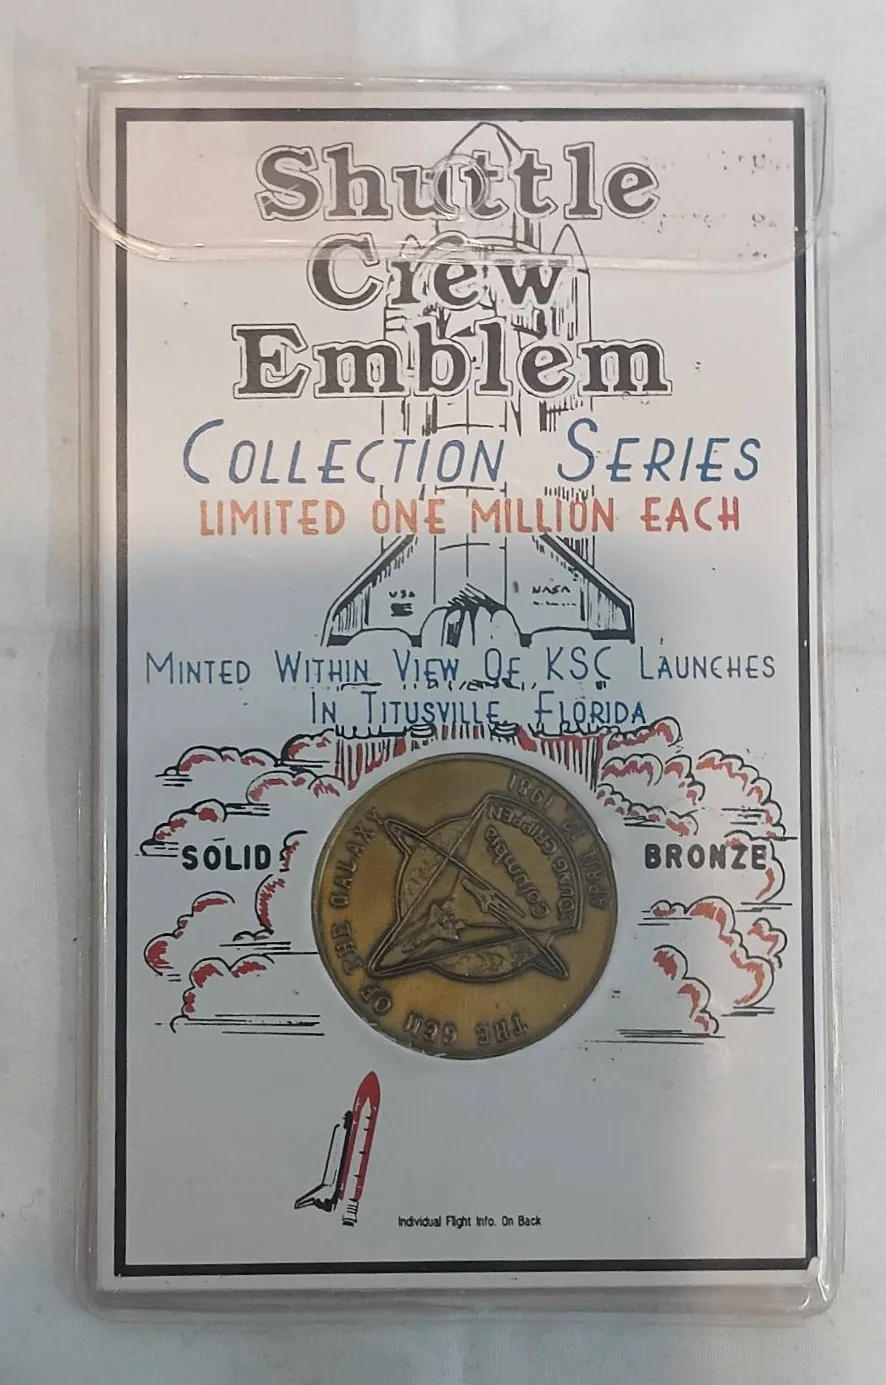 Shuttle
Crew
Emblem
COLLECTION SERIES
LIMITED ONE MILLION EACH
USA
NASA
MINTED WITHIN VIEW OF KSC LAUNCHES
IN TITUSVILLE, FLORIDA
SOLID
BRONZE
THE GEM OF THE GALAXY
APRIL 12 1981
Columbia
YOUNG CRIPPEN
Individual Flight Info. On Back